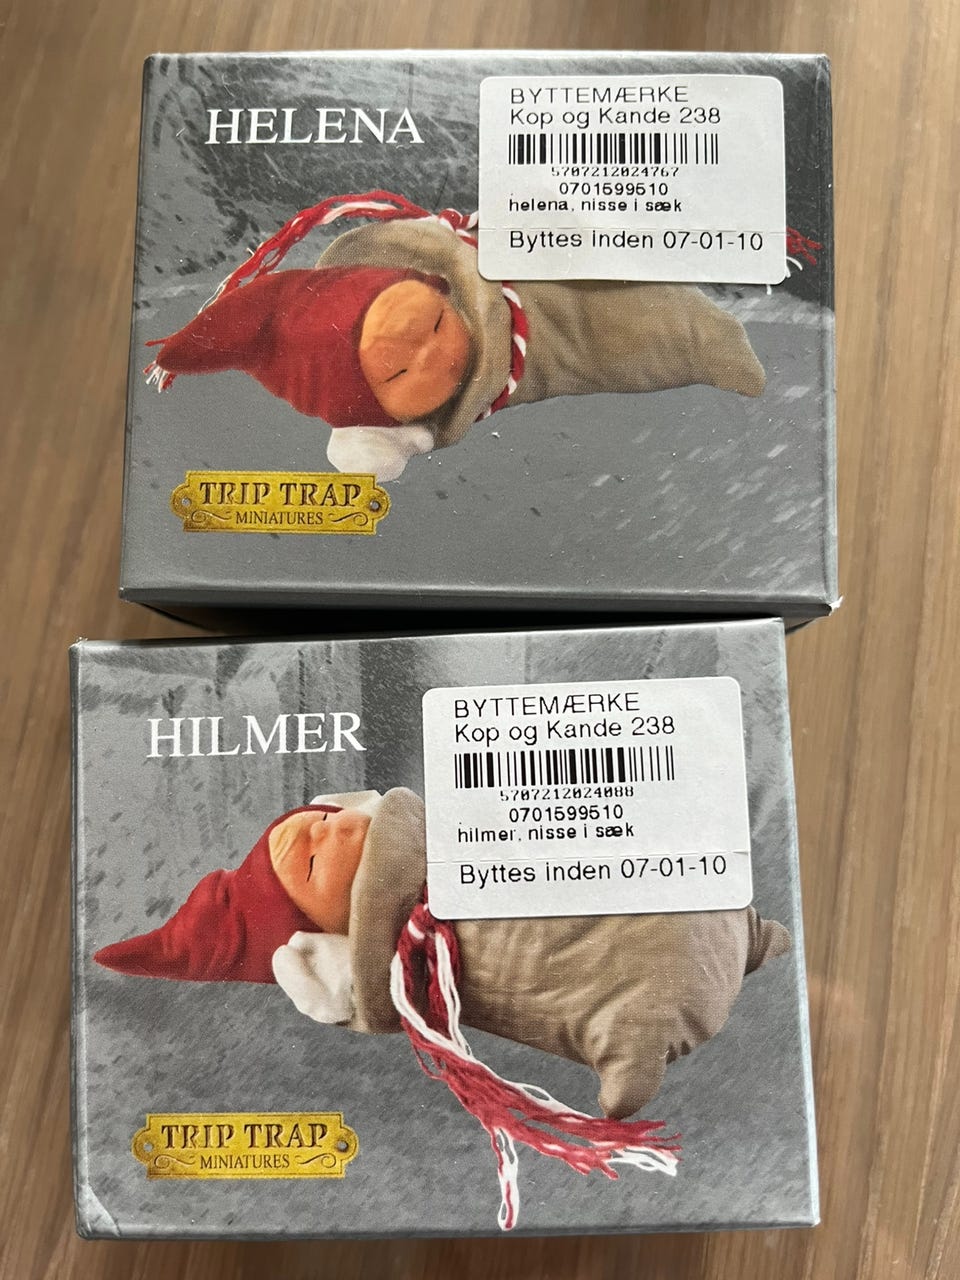 HELENA
BYTTEMÆRKE
Kop og Kande 238
5707212024767
0701599510
helena, nisse i sæk
Byttes inden 07-01-10
TRIP TRAP
MINIATURES
HILMER
BYTTEMÆRKE
Kop og Kande 238
5707212024088
0701599510
hilmer, nisse i sæk
Byttes inden 07-01-10
TRIP TRAP
MINIATURES